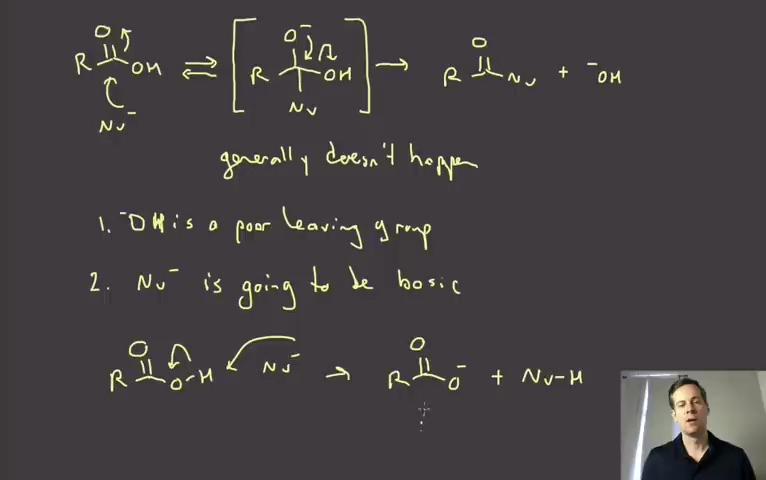 O O⁻ O
R OH ⇌ [ R OH ] → R Nu + ⁻OH
Nu⁻ Nu
generally doesn't happen
1. ⁻OH is a poor leaving group
2. Nu⁻ is going to be basic
O O
R O-H Nu⁻ → R O⁻ + Nu-H